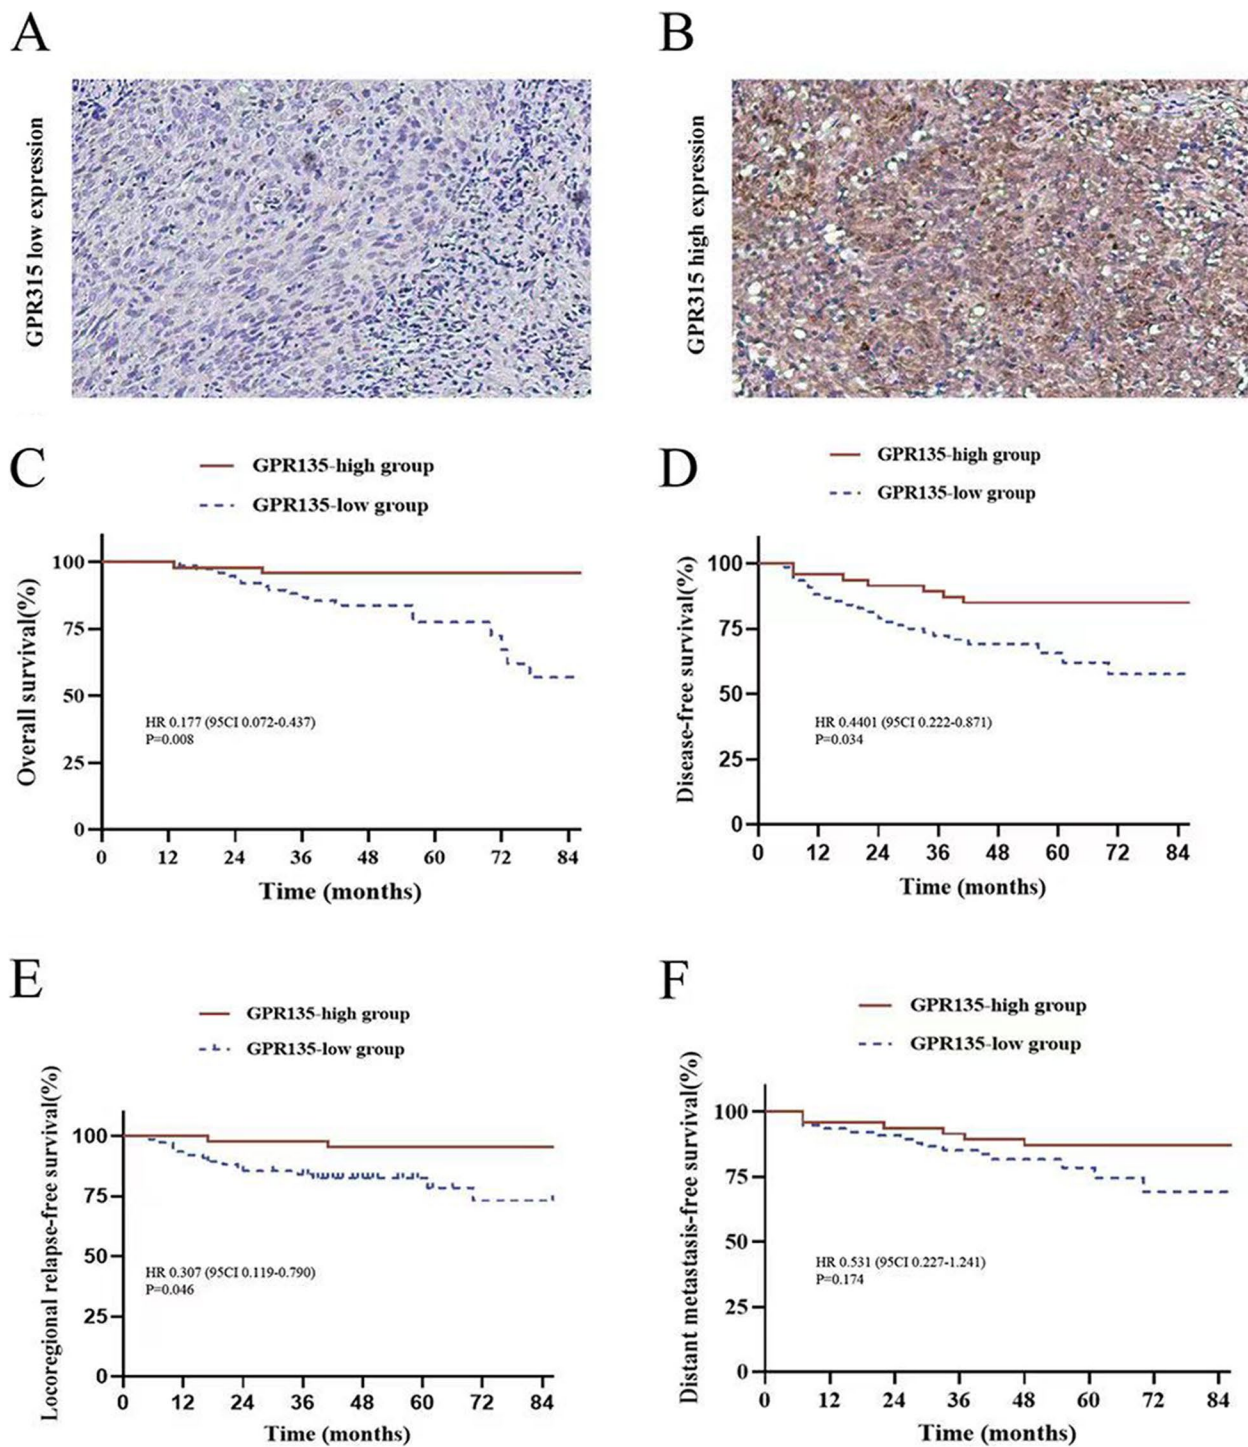 A
B
GPR315 low expression
GPR315 high expression
C
GPR135-high group
GPR135-low group
Overall survival(%)
100
75
50
25
0
HR 0.177 (95CI 0.072-0.437)
P=0.008
0 12 24 36 48 60 72 84
Time (months)
D
GPR135-high group
GPR135-low group
Disease-free survival(%)
100
75
50
25
0
HR 0.4401 (95CI 0.222-0.871)
P=0.034
0 12 24 36 48 60 72 84
Time (months)
E
GPR135-high group
GPR135-low group
Locoregional relapse-free survival(%)
100
75
50
25
0
HR 0.307 (95CI 0.119-0.790)
P=0.046
0 12 24 36 48 60 72 84
Time (months)
F
GPR135-high group
GPR135-low group
Distant metastasis-free survival(%)
100
75
50
25
0
HR 0.531 (95CI 0.227-1.241)
P=0.174
0 12 24 36 48 60 72 84
Time (months)